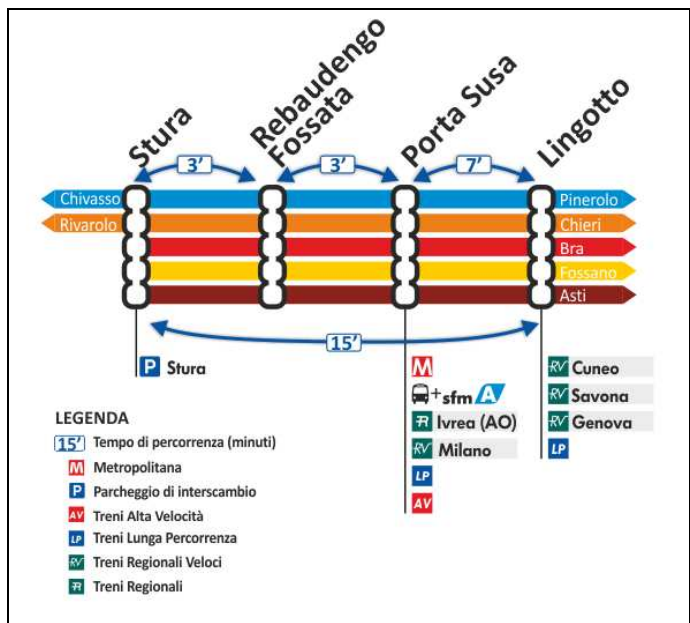 Stura
Rebaudengo
Fossata
Porta Susa
Lingotto
3’
3’
7’
Chivasso
Pinerolo
Rivarolo
Chieri
Bra
Fossano
Asti
15’
P Stura
M
+sfm A
R Ivrea (AO)
RV Milano
LP
AV
RV Cuneo
RV Savona
RV Genova
LP
LEGENDA
15’ Tempo di percorrenza (minuti)
M Metropolitana
P Parcheggio di interscambio
AV Treni Alta Velocità
LP Treni Lunga Percorrenza
RV Treni Regionali Veloci
R Treni Regionali